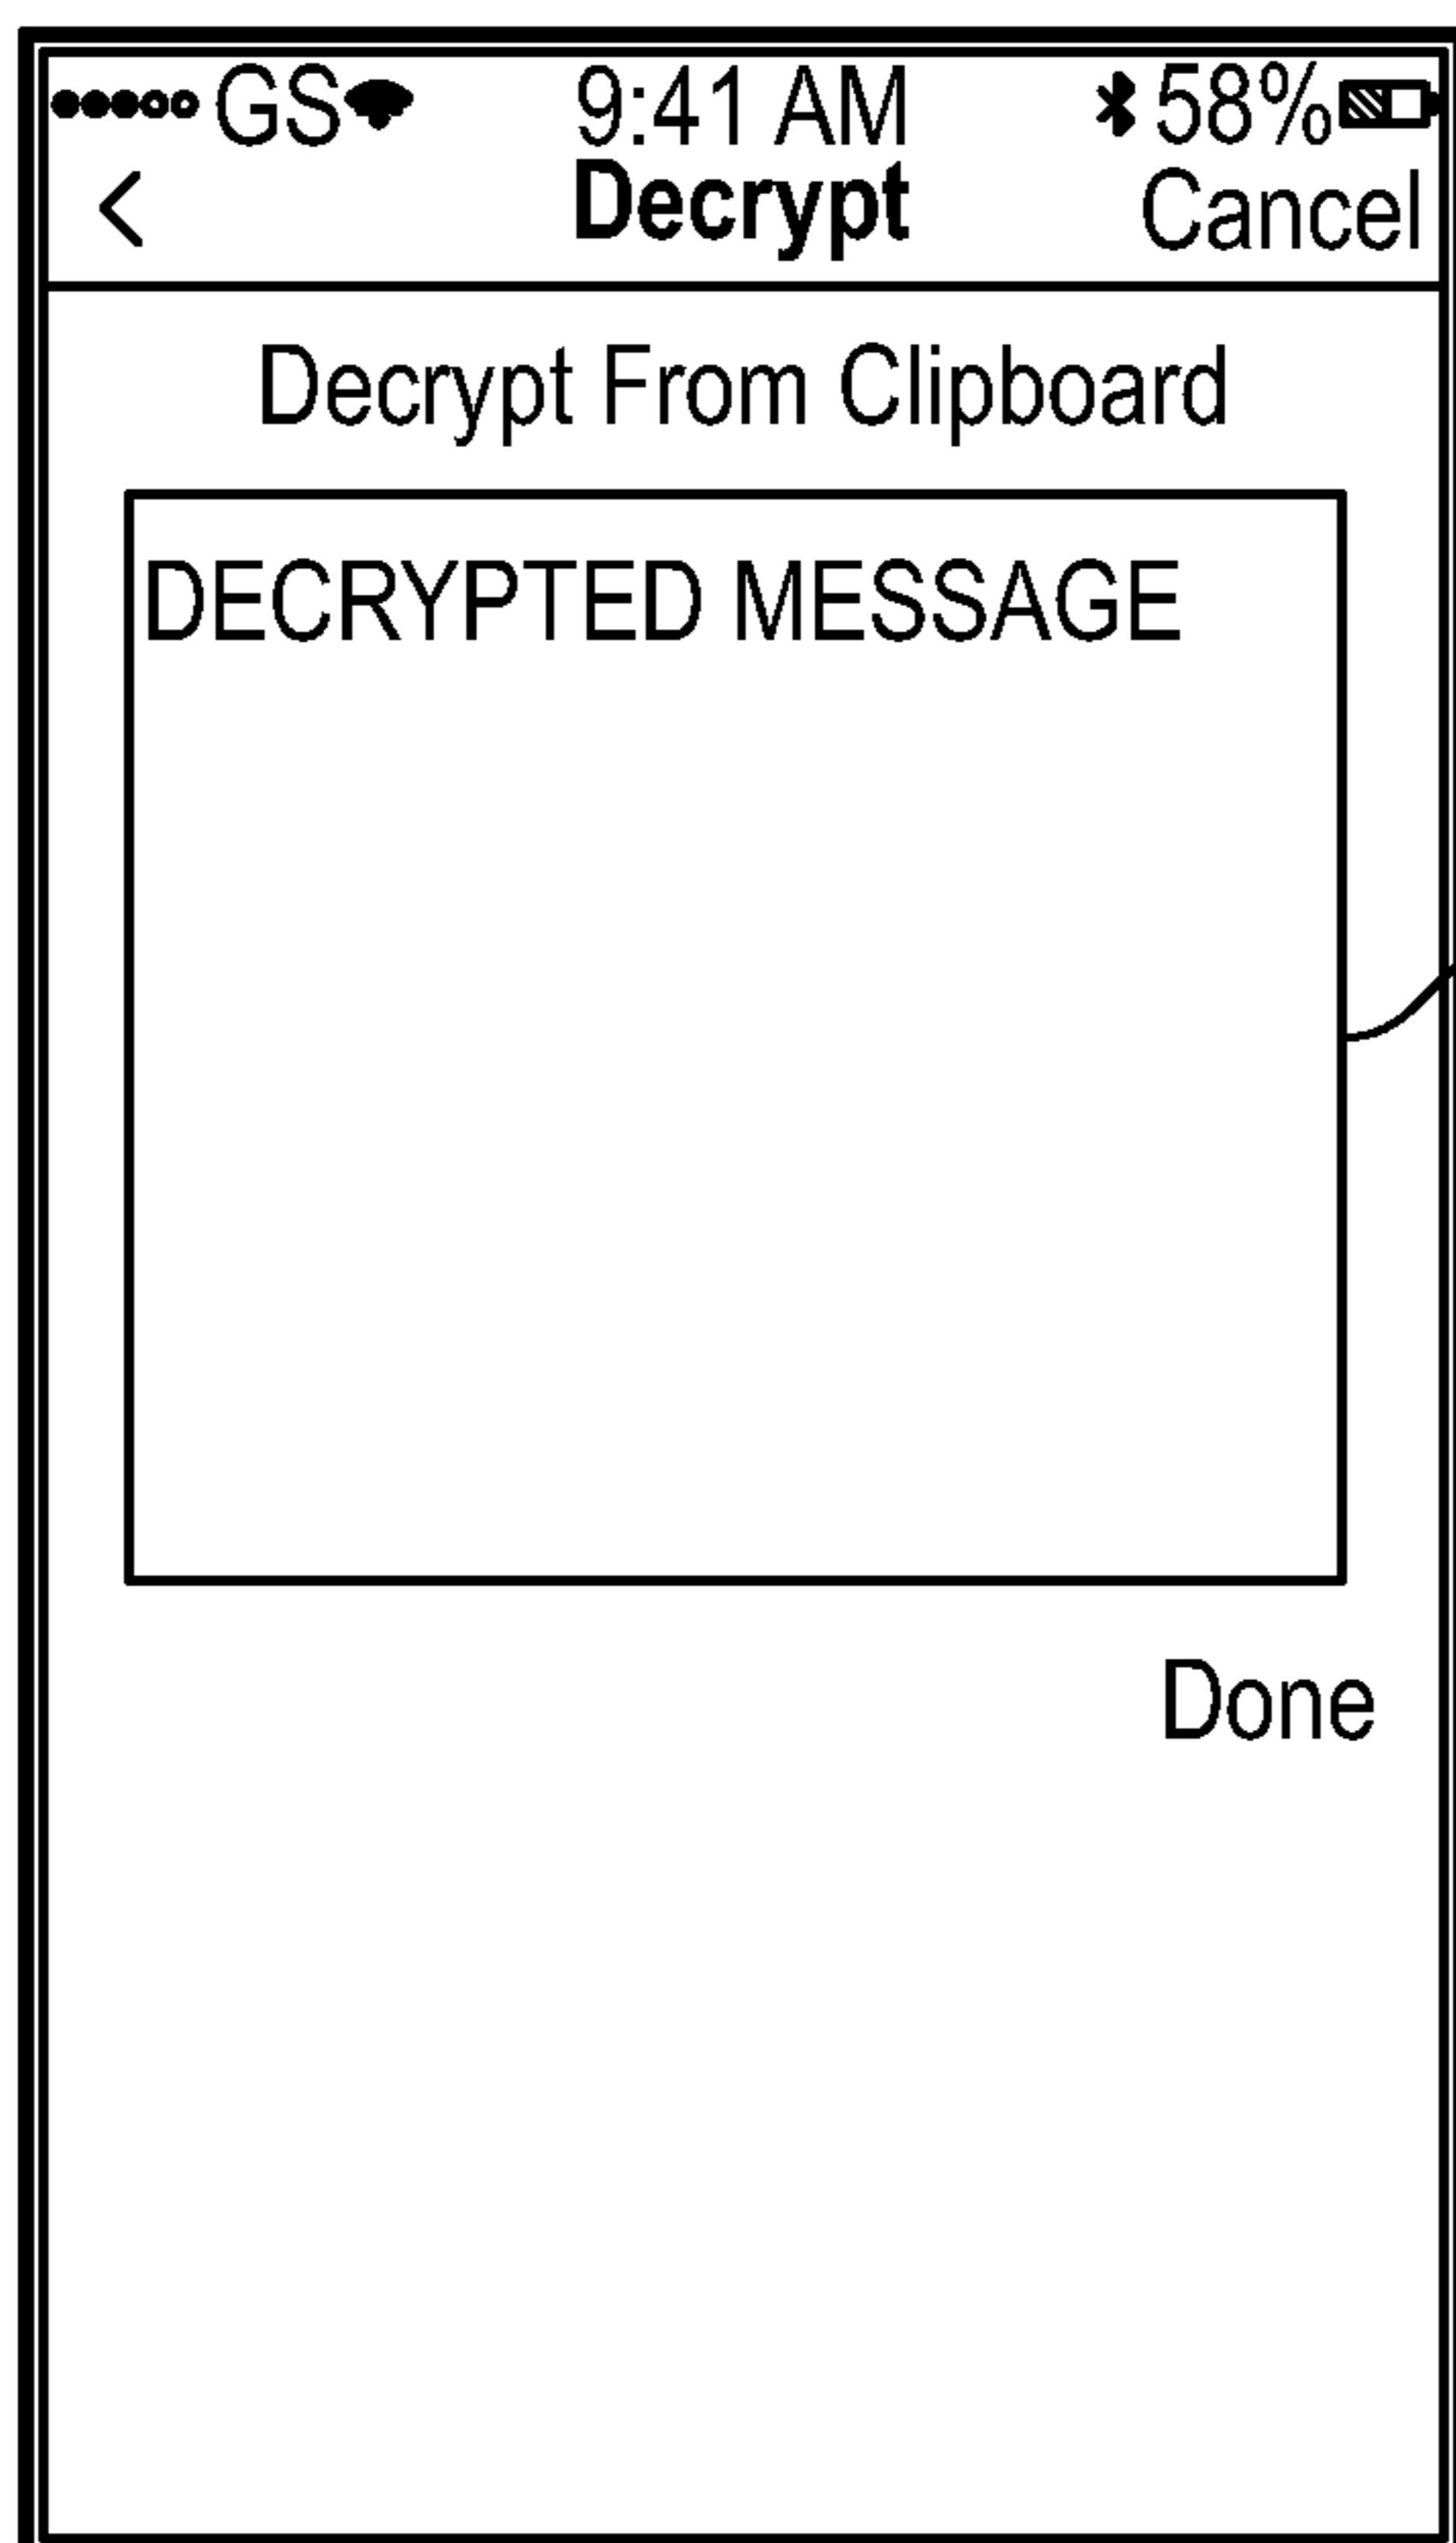 GS 9:41 AM 58%
< Decrypt Cancel
Decrypt From Clipboard
DECRYPTED MESSAGE
Done